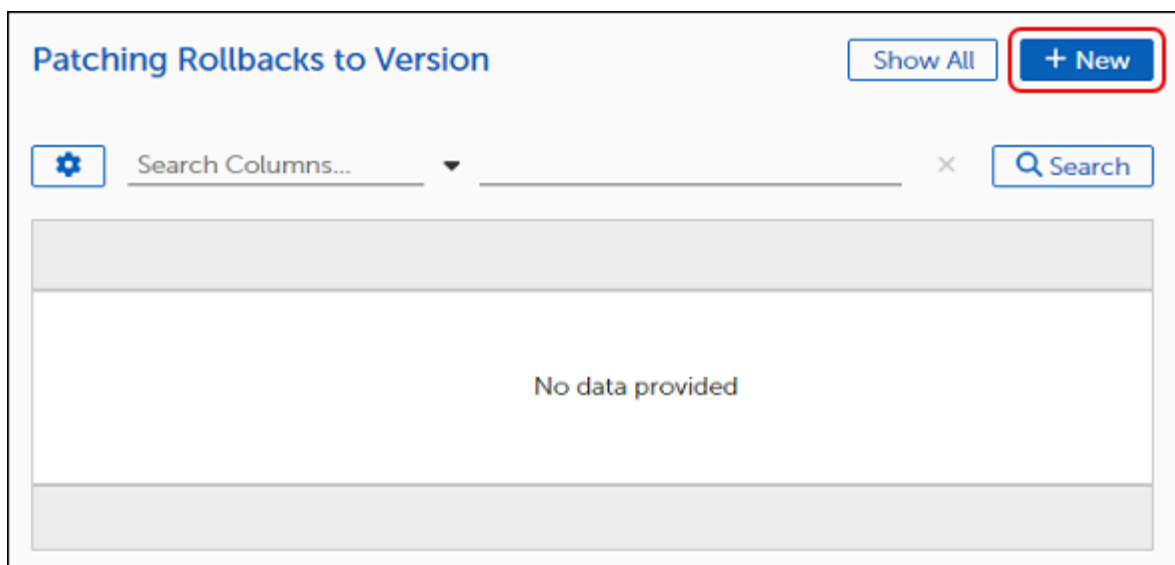 Patching Rollbacks to Version
Show All
+ New
Search Columns...
Search
No data provided